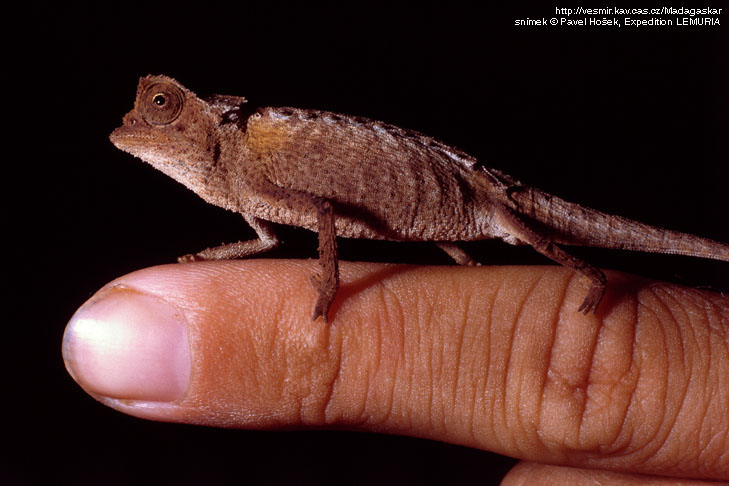 http://vesmir.kav.cas.cz/Madagaskar
snímek © Pavel Hošek, Expedition LEMURIA